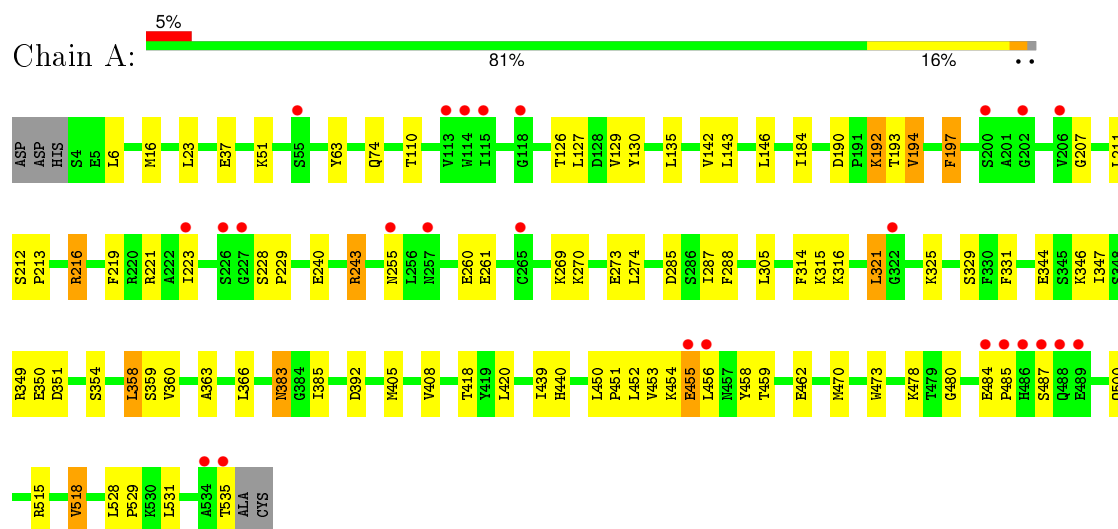 5%
Chain A:
81% 16% • •
ASP ASP HIS S4 E5 L6 M16 L23 E37 K51 S55 Y63 Q74 T110 V113 W114 I115 G118 T126 L127 D128 V129 Y130 L135 V142 L143 L146 I184 D190 P191 K192 T193 V194 F197 S200 A201 G202 V206 G207 L211
S212 P213 R216 F219 R220 R221 A222 I223 S226 G227 S228 P229 E240 R243 N255 L256 N257 E260 E261 C265 K269 K270 E273 L274 D285 S286 I287 F288 L305 F314 K315 K316 L321 G322 K325 S329 F330 F331 E344 S345 K346 I347 S348
R349 E350 D351 S354 L358 S359 V360 A363 L366 N383 G384 I385 D392 M405 V408 T418 Y419 L420 I439 H440 L450 P451 L452 V453 K454 E455 L456 N457 Y458 T459 E462 M470 W473 K478 T479 G480 E484 P485 H486 S487 Q488 E489 Q500
R515 V518 L528 P529 K530 L531 A534 T535 ALA CYS